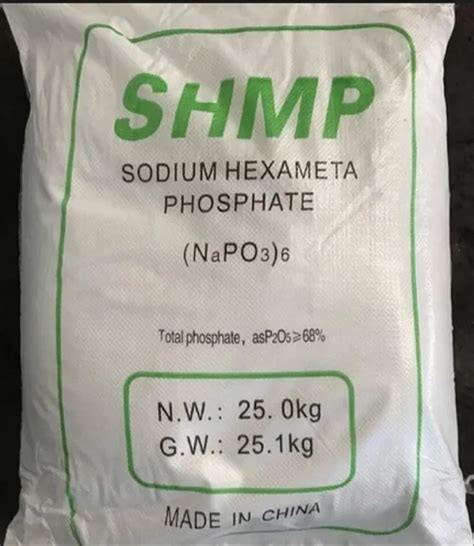 SHMP
SODIUM HEXAMETA
PHOSPHATE
(NaPO3)6
Total phosphate, asP2O5≥68%
N.W.: 25.0kg
G.W.: 25.1kg
MADE IN CHINA